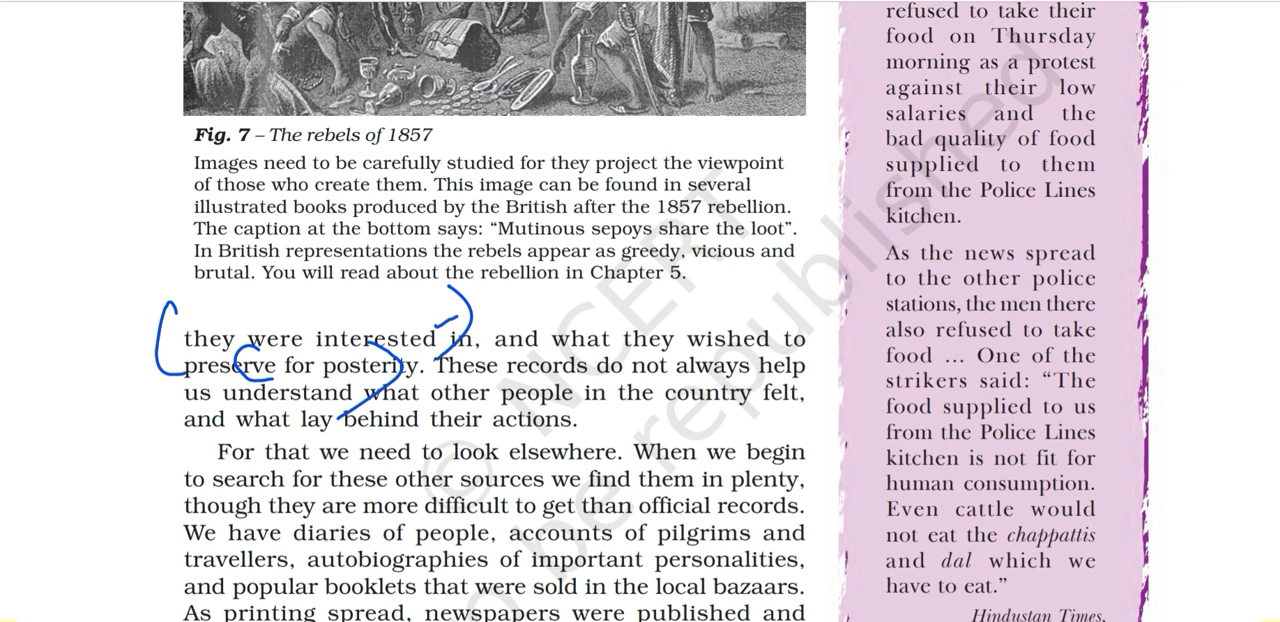 Fig. 7 – The rebels of 1857
Images need to be carefully studied for they project the viewpoint
of those who create them. This image can be found in several
illustrated books produced by the British after the 1857 rebellion.
The caption at the bottom says: “Mutinous sepoys share the loot”.
In British representations the rebels appear as greedy, vicious and
brutal. You will read about the rebellion in Chapter 5.
they were interested in, and what they wished to
preserve for posterity. These records do not always help
us understand what other people in the country felt,
and what lay behind their actions.
For that we need to look elsewhere. When we begin
to search for these other sources we find them in plenty,
though they are more difficult to get than official records.
We have diaries of people, accounts of pilgrims and
travellers, autobiographies of important personalities,
and popular booklets that were sold in the local bazaars.
As printing spread, newspapers were published and
refused to take their
food on Thursday
morning as a protest
against their low
salaries and the
bad quality of food
supplied to them
from the Police Lines
kitchen.
As the news spread
to the other police
stations, the men there
also refused to take
food ... One of the
strikers said: “The
food supplied to us
from the Police Lines
kitchen is not fit for
human consumption.
Even cattle would
not eat the chappattis
and dal which we
have to eat.”
Hindustan Times,
© NCERT
be republished